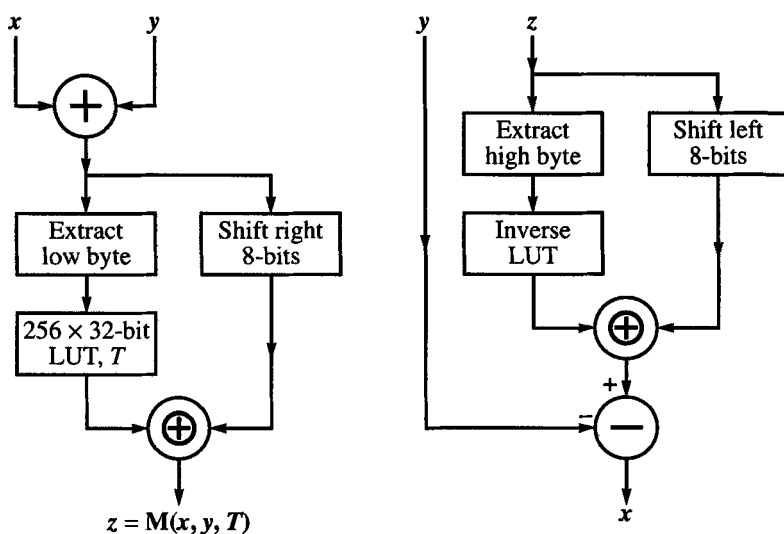 x
y
+
Extract
low byte
Shift right
8-bits
256 × 32-bit
LUT, T
⊕
z = M(x, y, T)
y
z
Extract
high byte
Shift left
8-bits
Inverse
LUT
⊕
+
−
−
x